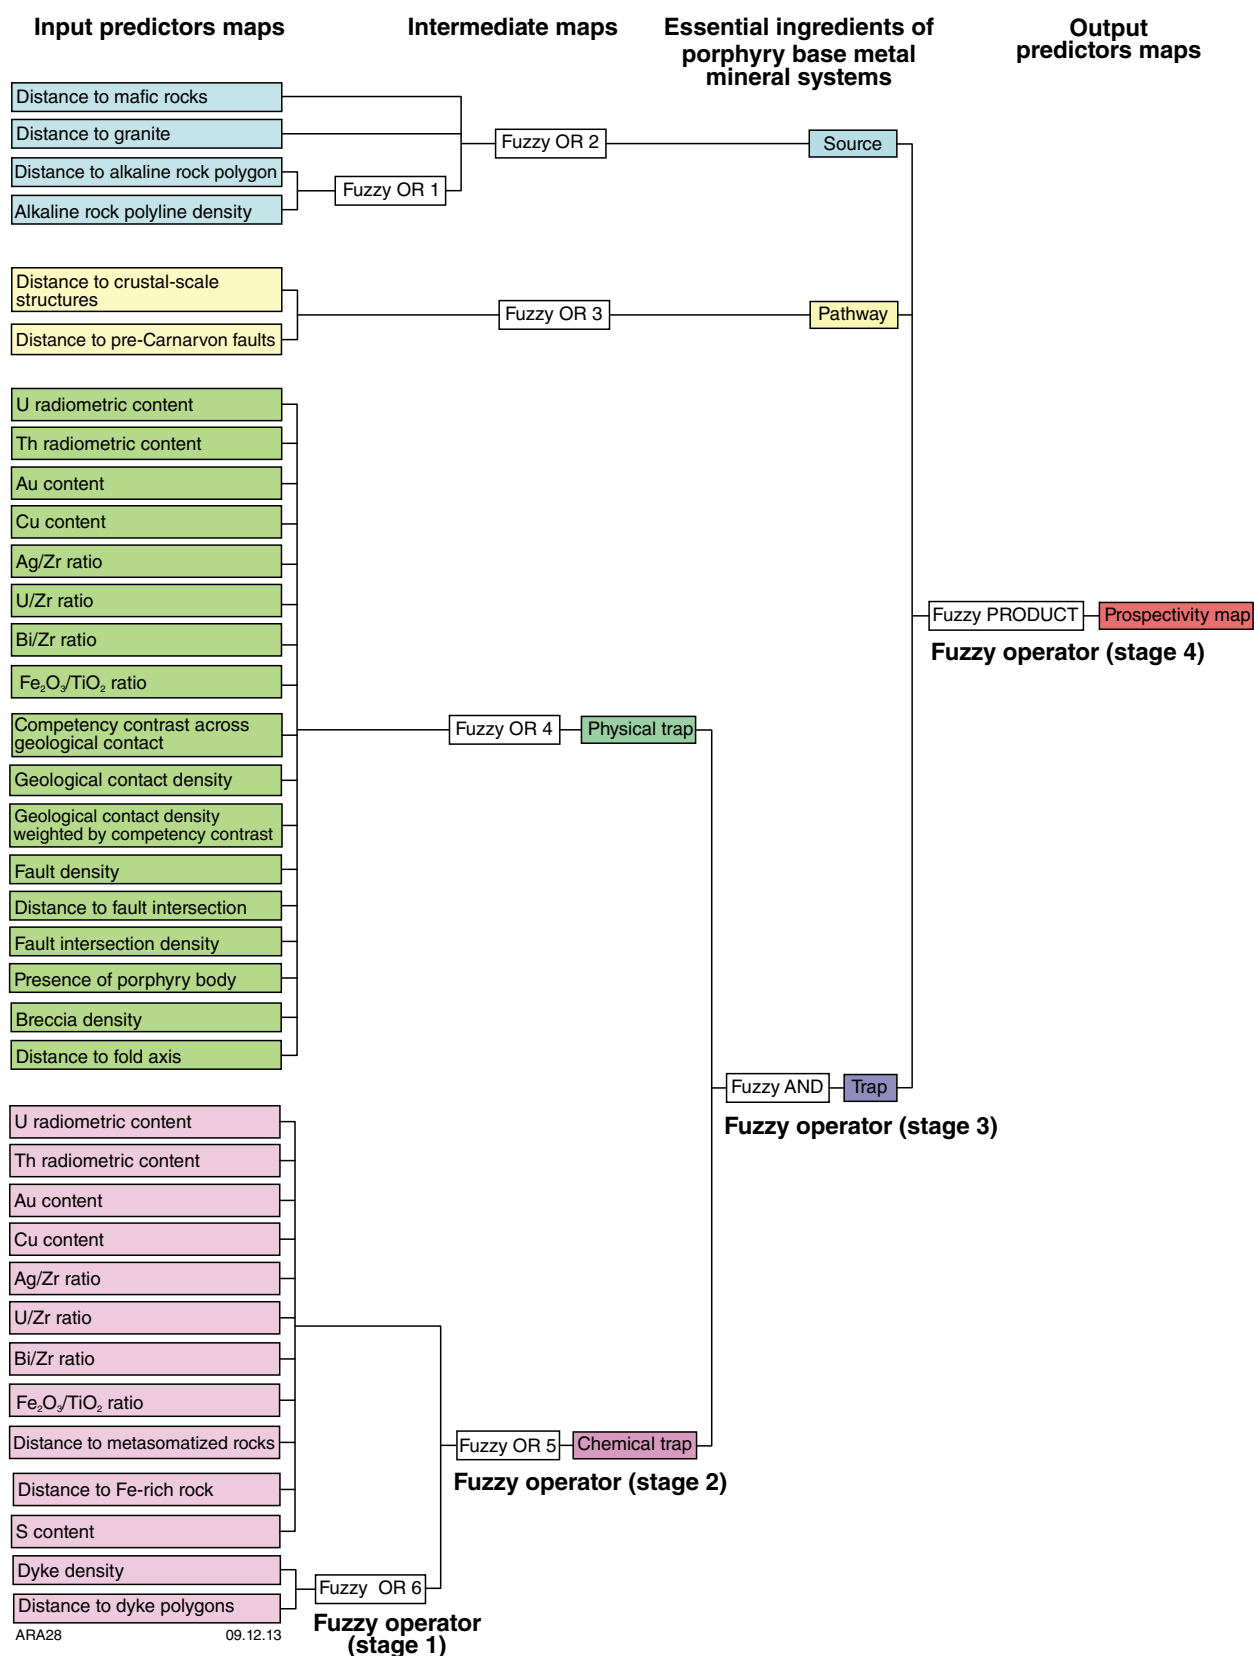 Input predictors maps
Intermediate maps
Essential ingredients of
porphyry base metal
mineral systems
Output
predictors maps
Distance to mafic rocks
Distance to granite
Distance to alkaline rock polygon
Alkaline rock polyline density
Fuzzy OR 1
Fuzzy OR 2
Source
Distance to crustal-scale
structures
Distance to pre-Carnarvon faults
Fuzzy OR 3
Pathway
U radiometric content
Th radiometric content
Au content
Cu content
Ag/Zr ratio
U/Zr ratio
Bi/Zr ratio
Fe₂O₃/TiO₂ ratio
Competency contrast across
geological contact
Geological contact density
Geological contact density
weighted by competency contrast
Fault density
Distance to fault intersection
Fault intersection density
Presence of porphyry body
Breccia density
Distance to fold axis
Fuzzy OR 4
Physical trap
Fuzzy PRODUCT
Prospectivity map
Fuzzy operator (stage 4)
Fuzzy AND
Trap
Fuzzy operator (stage 3)
U radiometric content
Th radiometric content
Au content
Cu content
Ag/Zr ratio
U/Zr ratio
Bi/Zr ratio
Fe₂O₃/TiO₂ ratio
Distance to metasomatized rocks
Distance to Fe-rich rock
S content
Dyke density
Distance to dyke polygons
Fuzzy OR 5
Chemical trap
Fuzzy operator (stage 2)
Fuzzy OR 6
Fuzzy operator
(stage 1)
ARA28
09.12.13